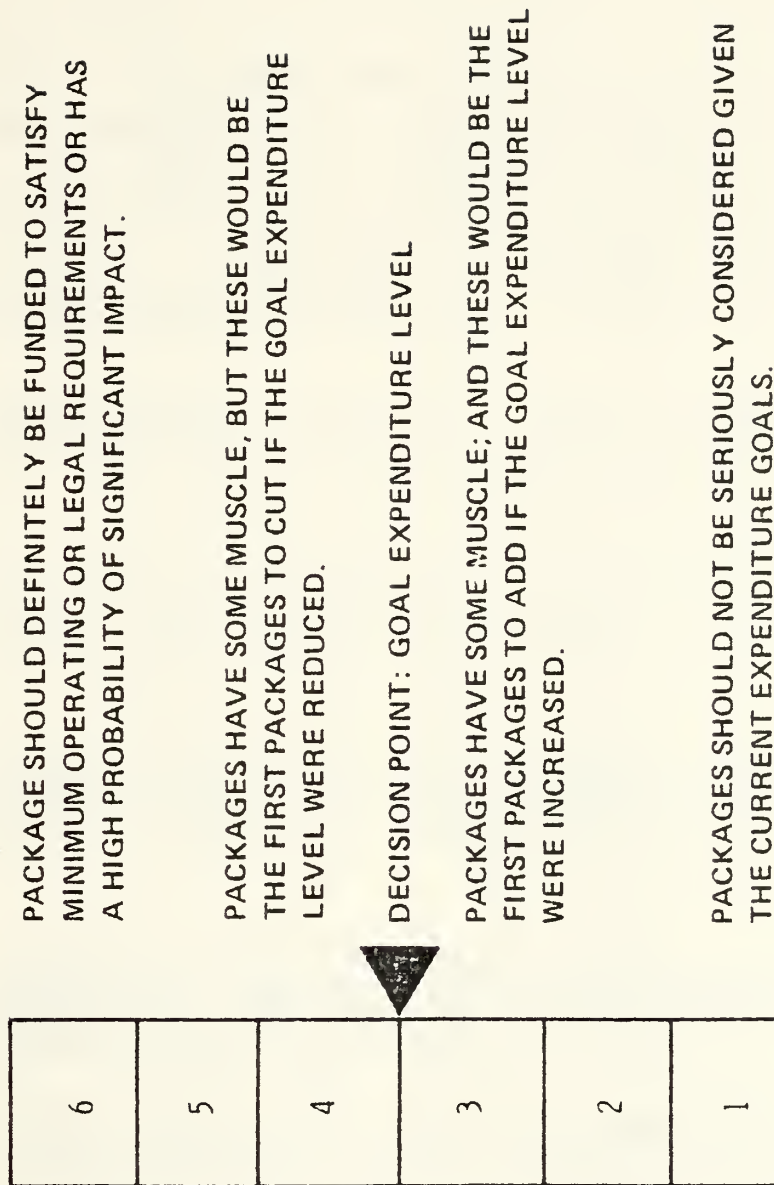 6
PACKAGE SHOULD DEFINITELY BE FUNDED TO SATISFY
MINIMUM OPERATING OR LEGAL REQUIREMENTS OR HAS
A HIGH PROBABILITY OF SIGNIFICANT IMPACT.
5
4
PACKAGES HAVE SOME MUSCLE, BUT THESE WOULD BE
THE FIRST PACKAGES TO CUT IF THE GOAL EXPENDITURE
LEVEL WERE REDUCED.
DECISION POINT: GOAL EXPENDITURE LEVEL
3
PACKAGES HAVE SOME MUSCLE; AND THESE WOULD BE THE
FIRST PACKAGES TO ADD IF THE GOAL EXPENDITURE LEVEL
WERE INCREASED.
2
1
PACKAGES SHOULD NOT BE SERIOUSLY CONSIDERED GIVEN
THE CURRENT EXPENDITURE GOALS.